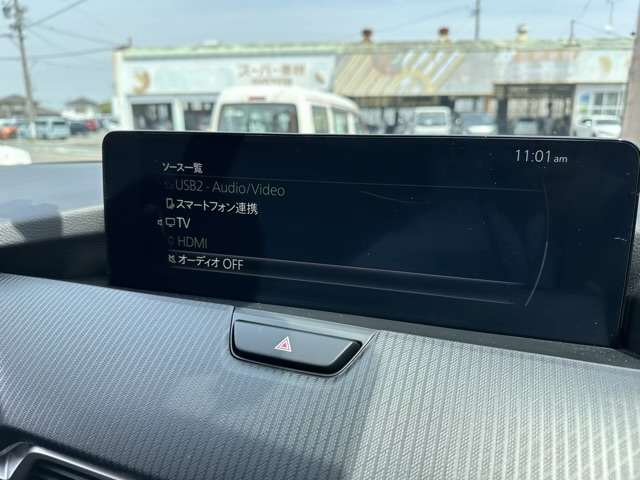 11:01 am
ソース一覧
USB2 - Audio/Video
スマートフォン連携
TV
HDMI
オーディオ OFF